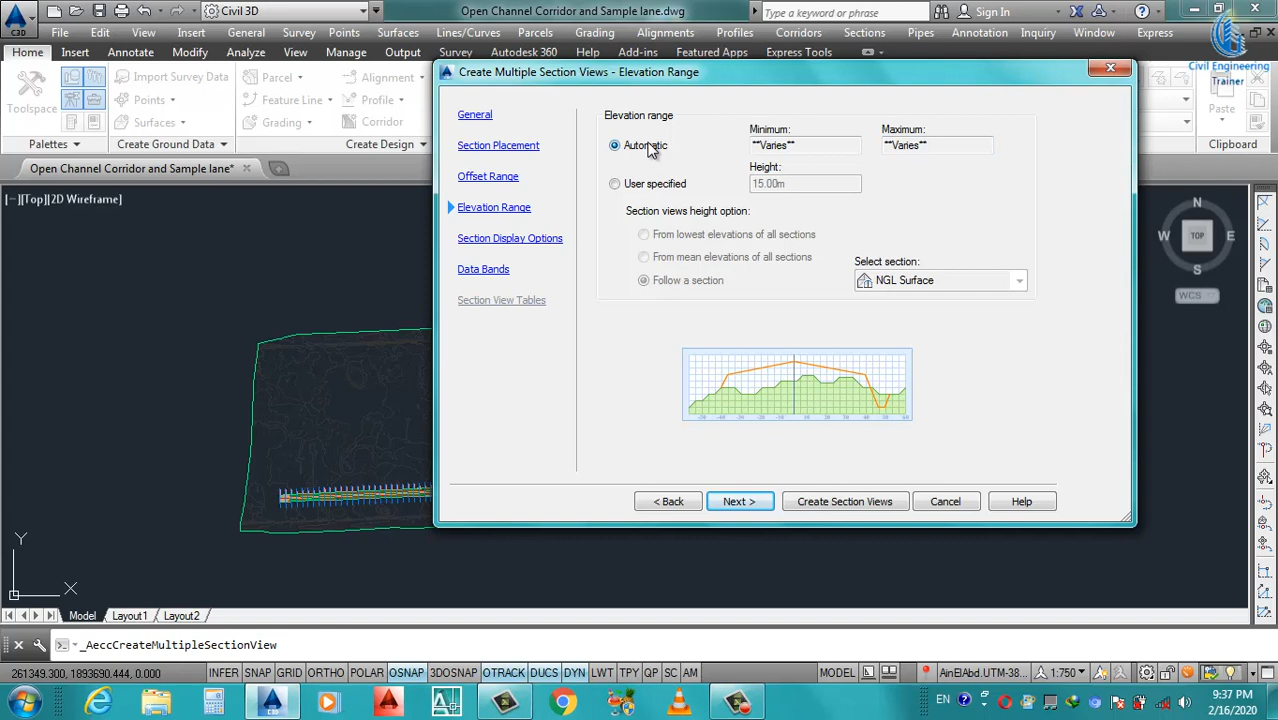 Civil 3D
Open Channel Corridor and Sample lane.dwg
Type a keyword or phrase
Sign In
File Edit View Insert General Survey Points Surfaces Lines/Curves Parcels Grading Alignments Profiles Corridors Sections Pipes Annotation Inquiry Window Express
C3D
Home Insert Annotate Modify Analyze View Manage Output Survey Autodesk 360 Help Add-ins Featured Apps Express Tools
Civil Engineering
Trainer
Toolspace
Import Survey Data
Points
Surfaces
Parcel
Feature Line
Grading
Alignment
Profile
Corridor
Paste
Palettes
Create Ground Data
Create Design
Clipboard
Open Channel Corridor and Sample lane*
[−][Top][2D Wireframe]
Create Multiple Section Views - Elevation Range
General
Section Placement
Offset Range
Elevation Range
Section Display Options
Data Bands
Section View Tables
Elevation range
Automatic
Minimum:
**Varies**
Maximum:
**Varies**
Height:
User specified
15.00m
Section views height option:
From lowest elevations of all sections
From mean elevations of all sections
Follow a section
Select section:
NGL Surface
< Back
Next >
Create Section Views
Cancel
Help
N
W TOP E
S
WCS
Y
X
Model Layout1 Layout2
_AeccCreateMultipleSectionView
261349.300, 1893690.444, 0.000
INFER SNAP GRID ORTHO POLAR OSNAP 3DOSNAP OTRACK DUCS DYN LWT TPY QP SC AM
MODEL
AinElAbd.UTM-38...
1:750
EN
9:37 PM
2/16/2020